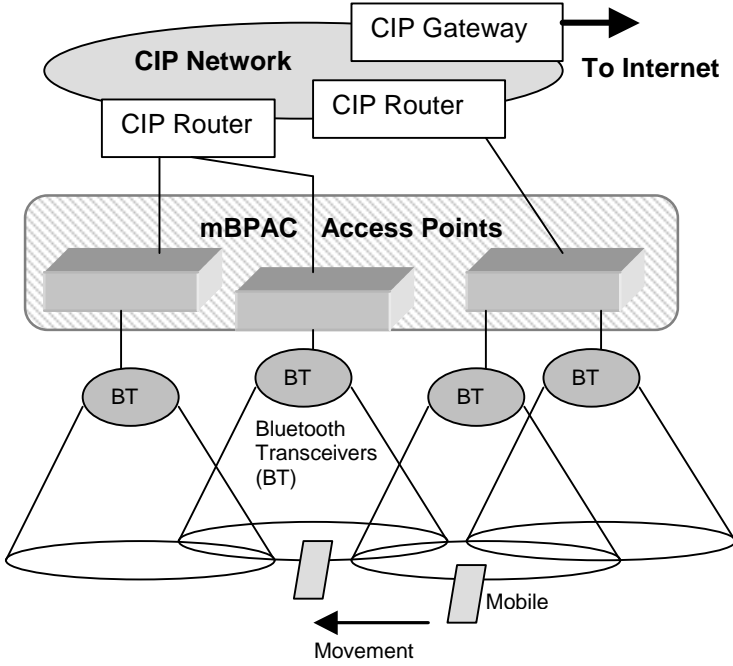 CIP Gateway
CIP Network
To Internet
CIP Router
CIP Router
mBPAC Access Points
BT
BT
BT
BT
Bluetooth
Transceivers
(BT)
Mobile
Movement